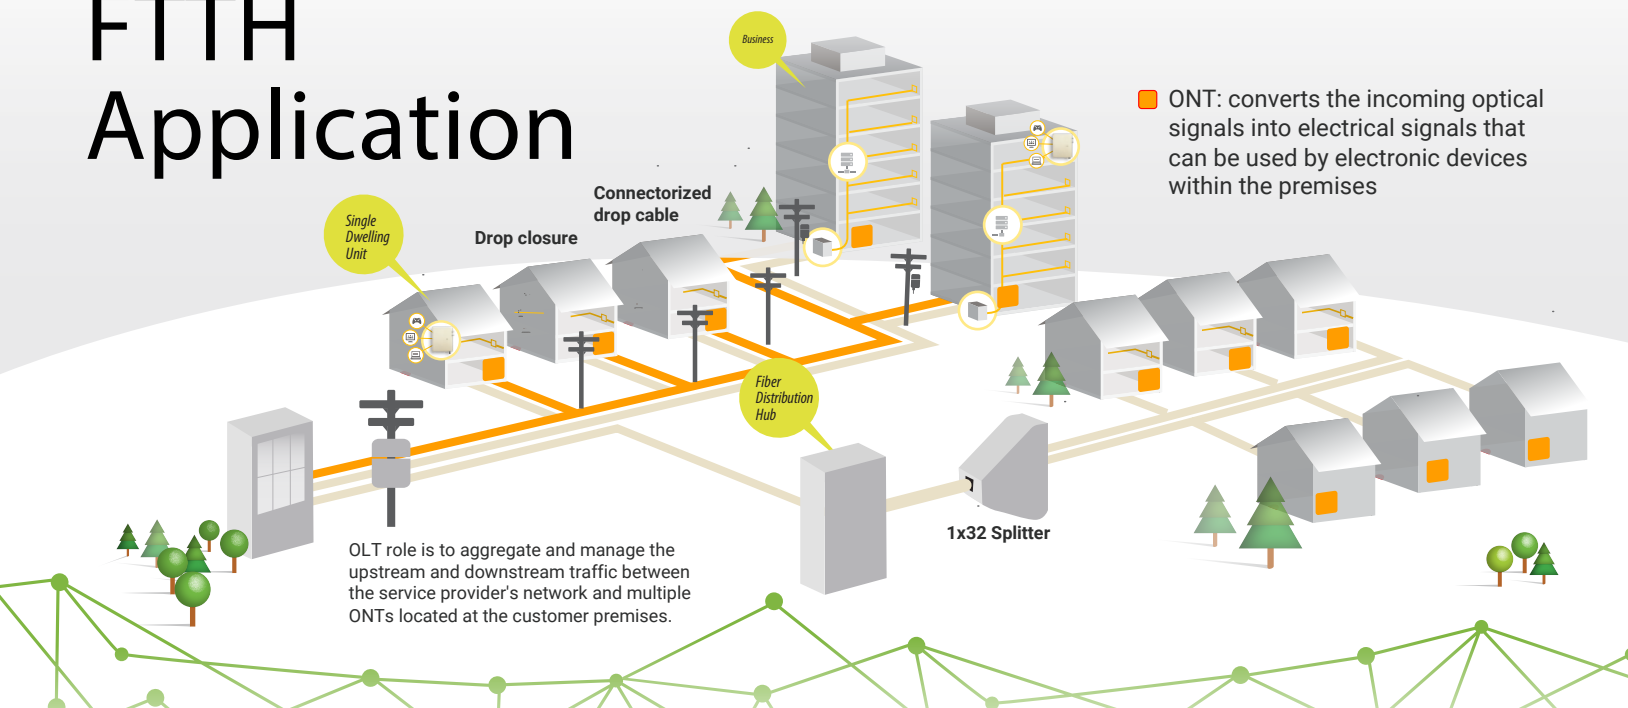 FTTH
Application
Business
ONT: converts the incoming optical
signals into electrical signals that
can be used by electronic devices
within the premises
Connectorized
drop cable
Single
Dwelling
Unit
Drop closure
Fiber
Distribution
Hub
1x32 Splitter
OLT role is to aggregate and manage the
upstream and downstream traffic between
the service provider's network and multiple
ONTs located at the customer premises.